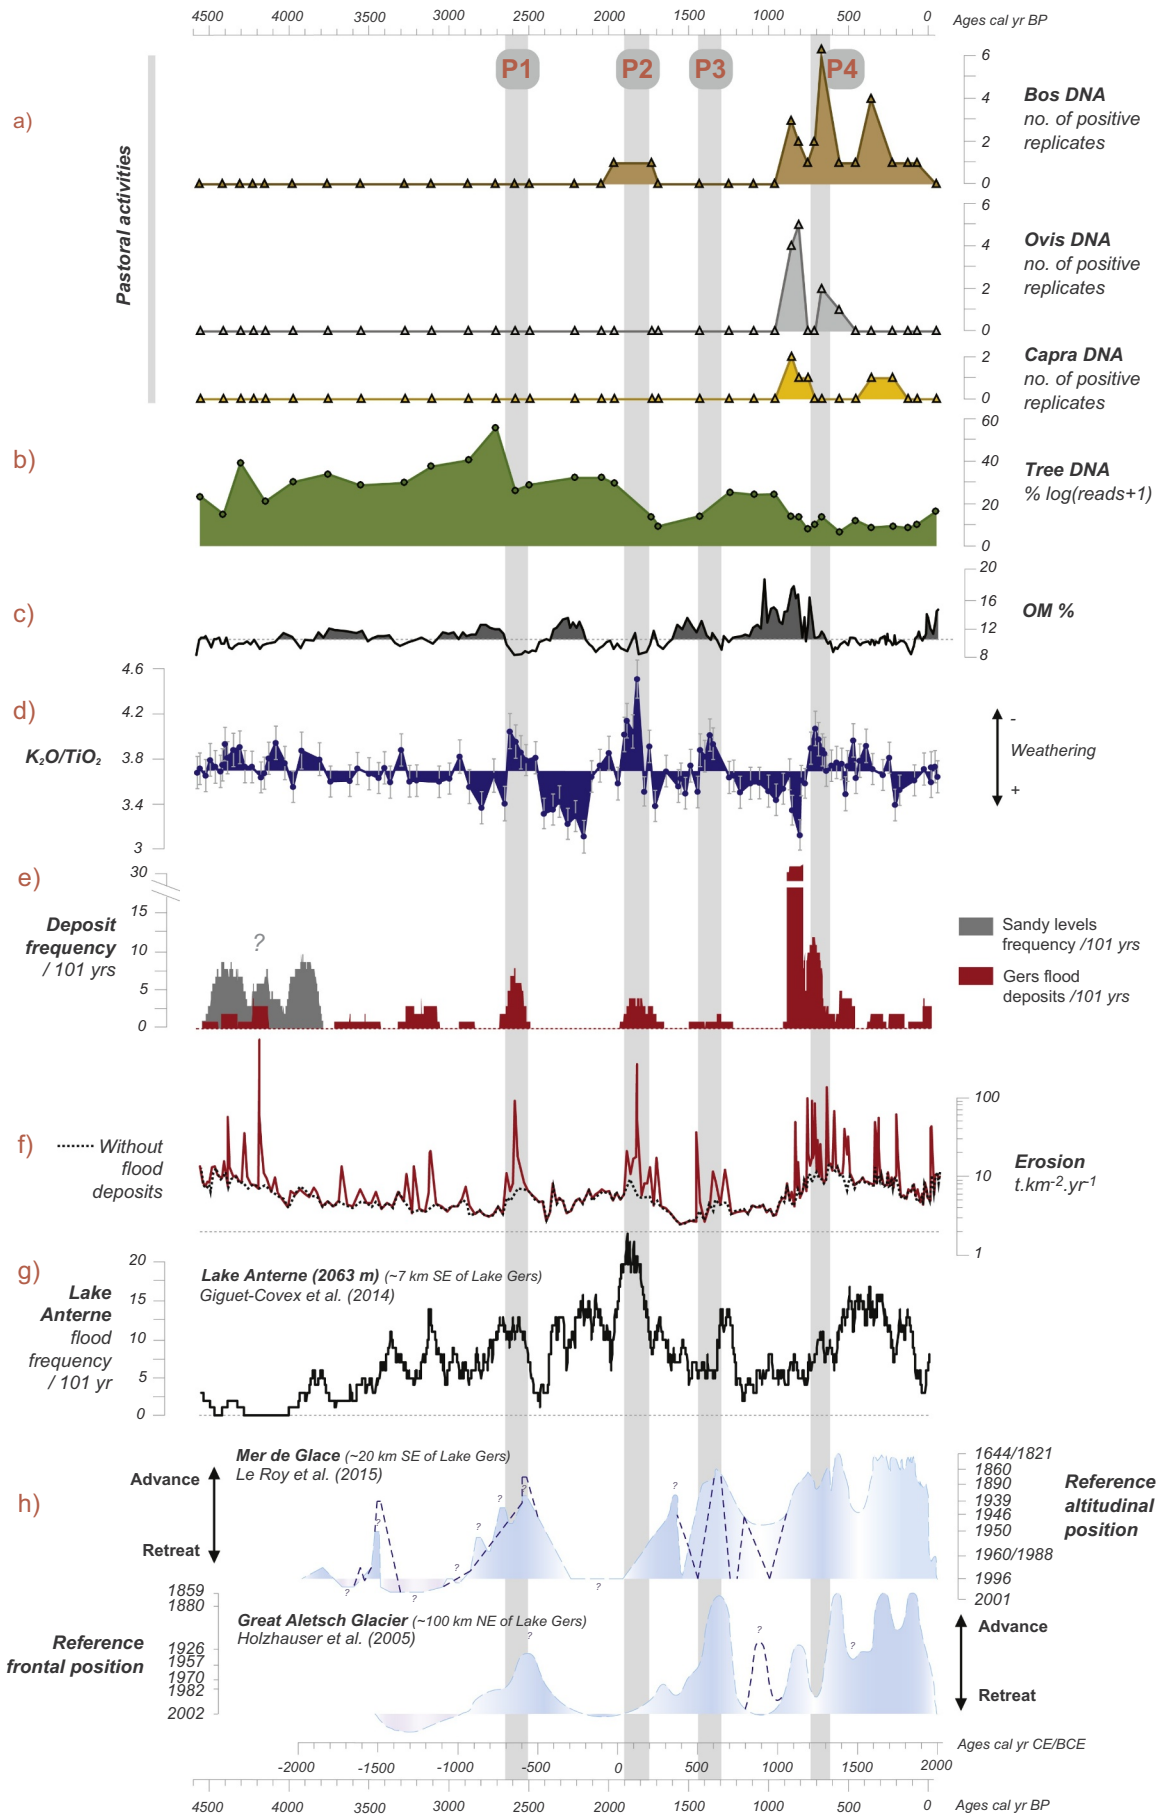 4500 4000 3500 3000 2500 2000 1500 1000 500 0 Ages cal yr BP
P1 P2 P3 P4
a)
Pastoral activities
6
4
2
0
Bos DNA
no. of positive
replicates
6
4
2
0
Ovis DNA
no. of positive
replicates
2
0
Capra DNA
no. of positive
replicates
b)
60
40
20
0
Tree DNA
% log(reads+1)
c)
20
16
12
8
OM %
d)
K₂O/TiO₂
4.6
4.2
3.8
3.4
3
-
Weathering
+
e)
Deposit
frequency
/ 101 yrs
30
15
10
5
0
?
Sandy levels
frequency /101 yrs
Gers flood
deposits /101 yrs
f)
Without
flood
deposits
100
10
1
Erosion
t.km⁻².yr⁻¹
g)
Lake
Anterne
flood
frequency
/ 101 yr
20
15
10
5
0
Lake Anterne (2063 m) (~7 km SE of Lake Gers)
Giguet-Covex et al. (2014)
h)
Mer de Glace (~20 km SE of Lake Gers)
Le Roy et al. (2015)
Advance
Retreat
? ? ? ? ? ? ? ? ? ?
1644/1821
1860
1890
1939
1946
1950
1960/1988
1996
2001
Reference
altitudinal
position
1859
1880
1926
1957
1970
1982
2002
Reference
frontal position
Great Aletsch Glacier (~100 km NE of Lake Gers)
Holzhauser et al. (2005)
? ? ?
Advance
Retreat
Ages cal yr CE/BCE
-2000 -1500 -1000 -500 0 500 1000 1500 2000
4500 4000 3500 3000 2500 2000 1500 1000 500 0 Ages cal yr BP